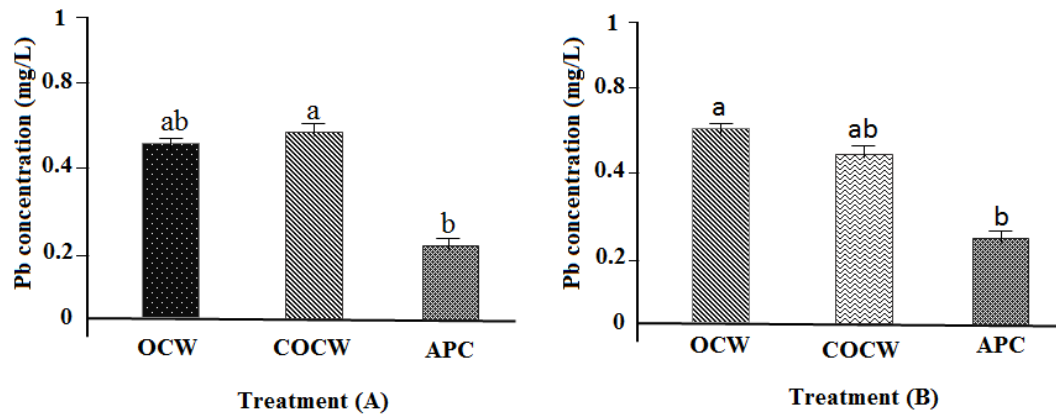 Pb concentration (mg/L)
1
0.8
0.4
0.2
0
ab
a
b
OCW
COCW
APC
Treatment (A)
Pb concentration (mg/L)
1
0.8
0.4
0.2
0
a
ab
b
OCW
COCW
APC
Treatment (B)